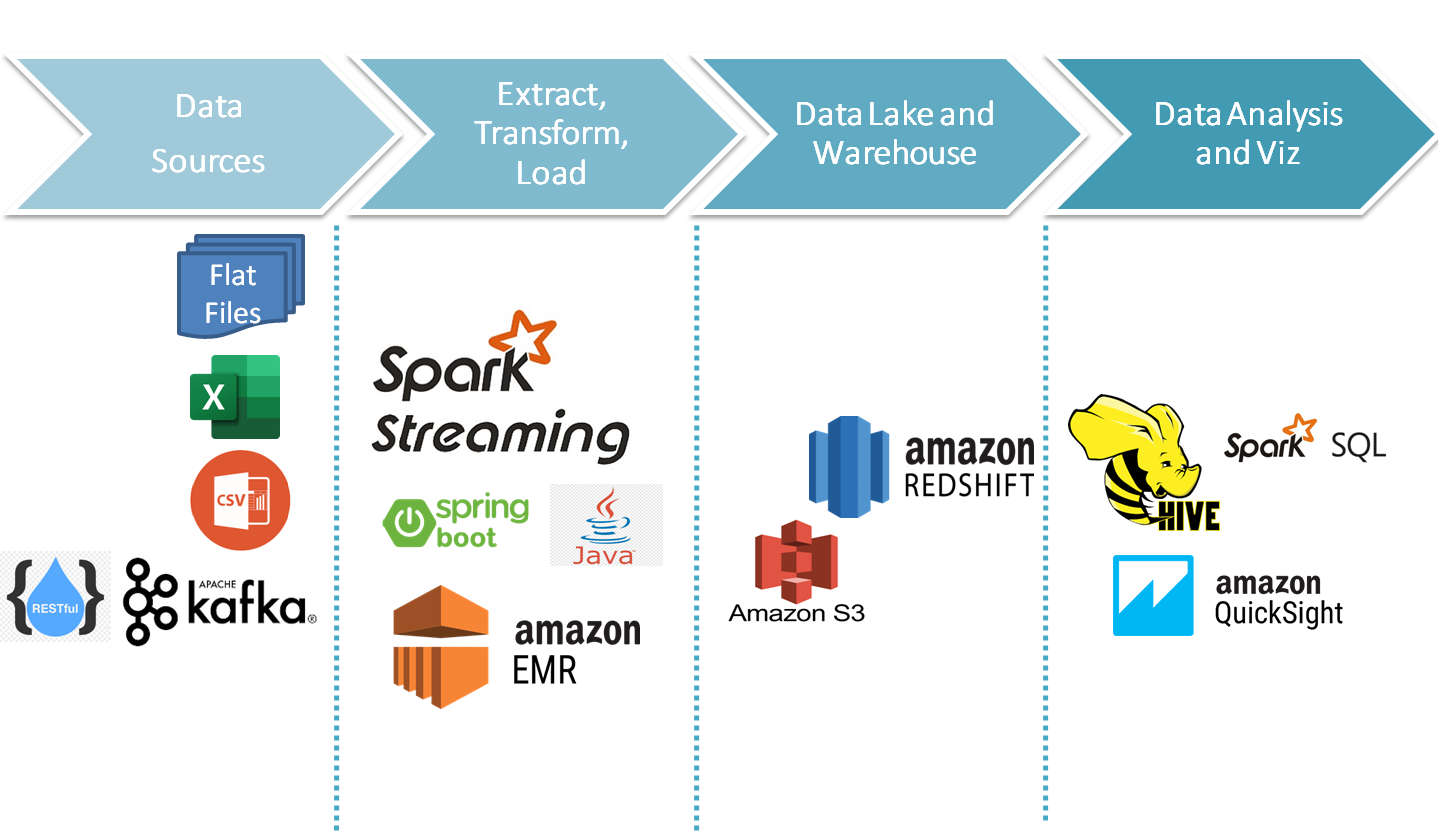 Data
Sources
Extract,
Transform,
Load
Data Lake and
Warehouse
Data Analysis
and Viz
Flat
Files
X
CSV
{RESTful}
APACHE
kafka®
Spark
Streaming
spring
boot
Java™
amazon
EMR
amazon
REDSHIFT
Amazon S3
HIVE
Spark SQL
amazon
QuickSight